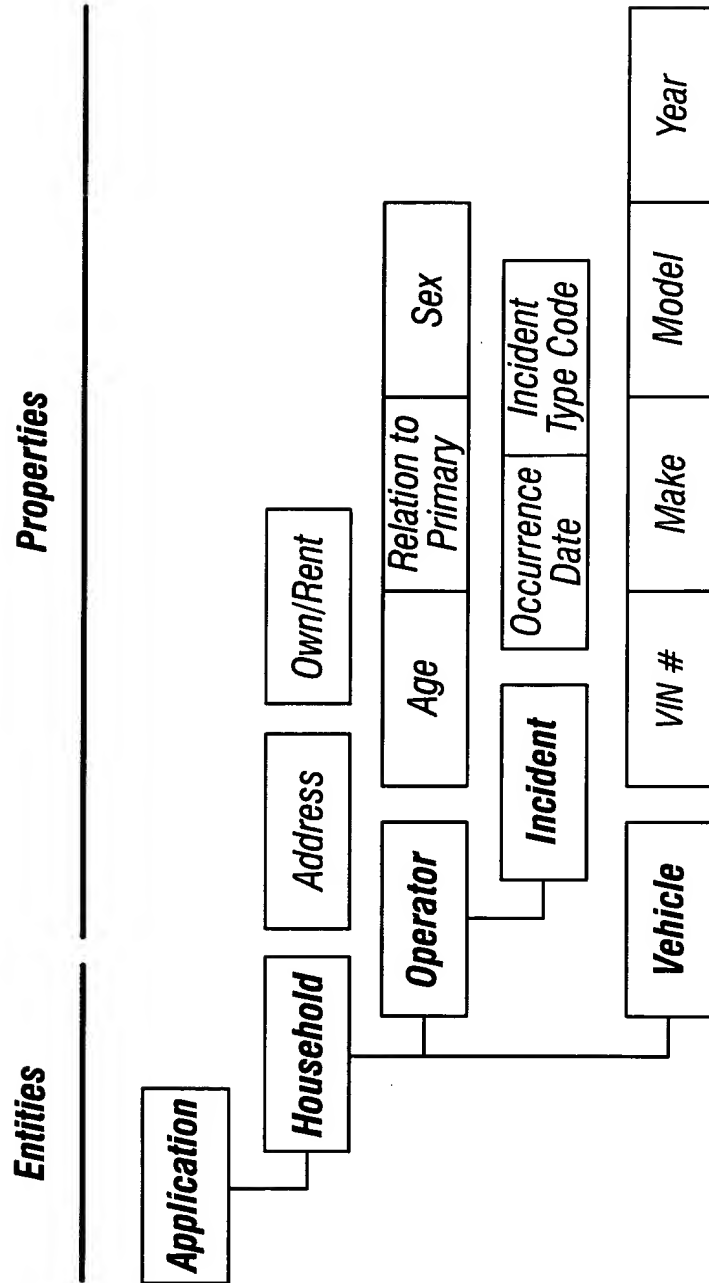 Entities
Properties
Application
Household
Address
Own/Rent
Operator
Age
Relation to
Primary
Sex
Incident
Occurrence
Date
Incident
Type Code
Vehicle
VIN #
Make
Model
Year